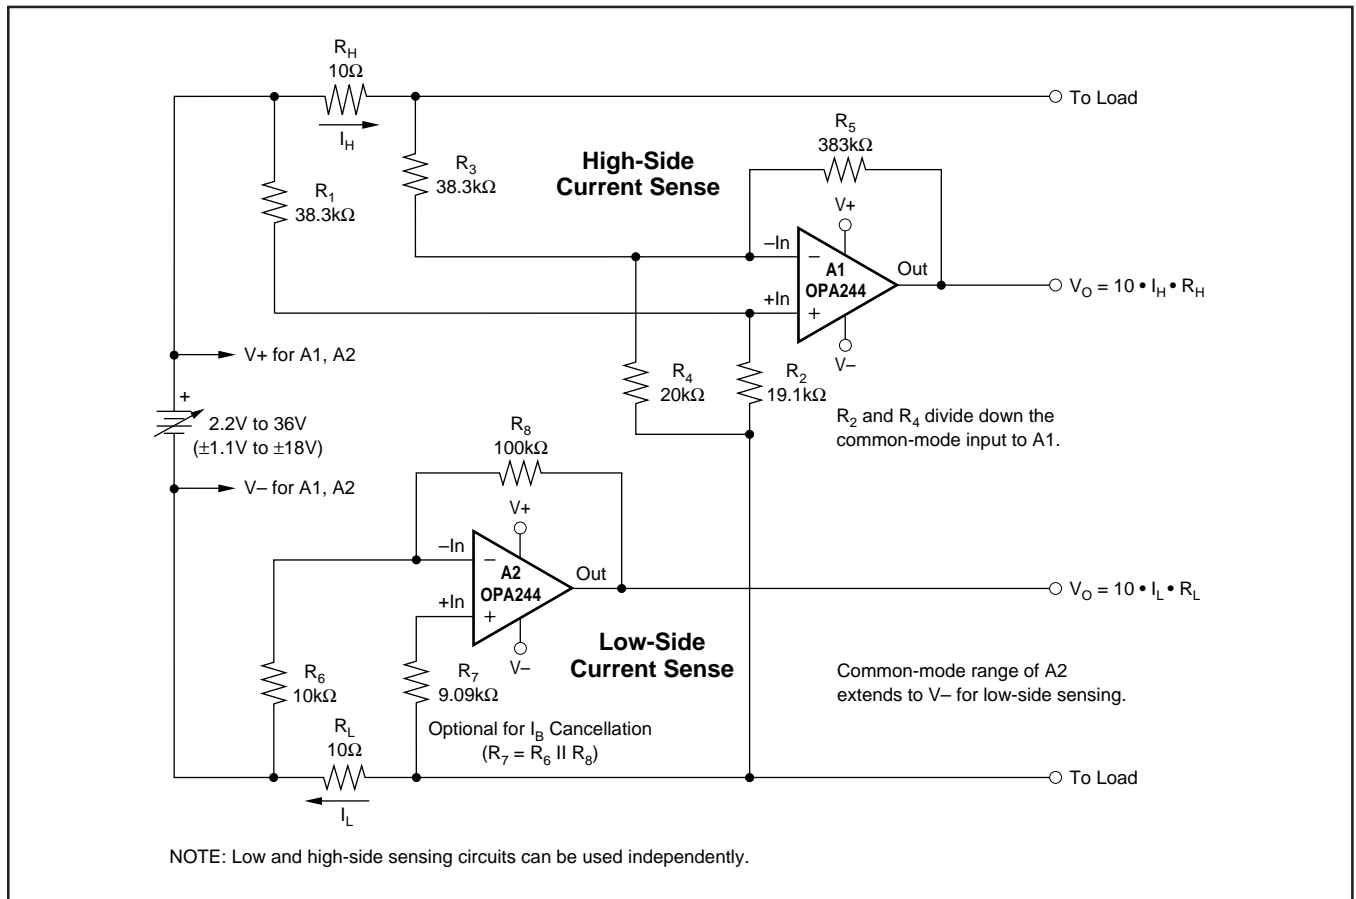 R_H
10Ω
I_H
To Load
R_5
383kΩ
High-Side
Current Sense
R_3
38.3kΩ
R_1
38.3kΩ
V+
–In
−
A1
OPA244
Out
+In
+
V–
V_O = 10 • I_H • R_H
V+ for A1, A2
+
2.2V to 36V
(±1.1V to ±18V)
V– for A1, A2
R_4
20kΩ
R_2
19.1kΩ
R_2 and R_4 divide down the
common-mode input to A1.
R_8
100kΩ
V+
–In
−
A2
OPA244
Out
+In
+
V–
V_O = 10 • I_L • R_L
Low-Side
Current Sense
R_6
10kΩ
R_7
9.09kΩ
Common-mode range of A2
extends to V– for low-side sensing.
Optional for I_B Cancellation
(R_7 = R_6 II R_8)
R_L
10Ω
I_L
To Load
NOTE: Low and high-side sensing circuits can be used independently.